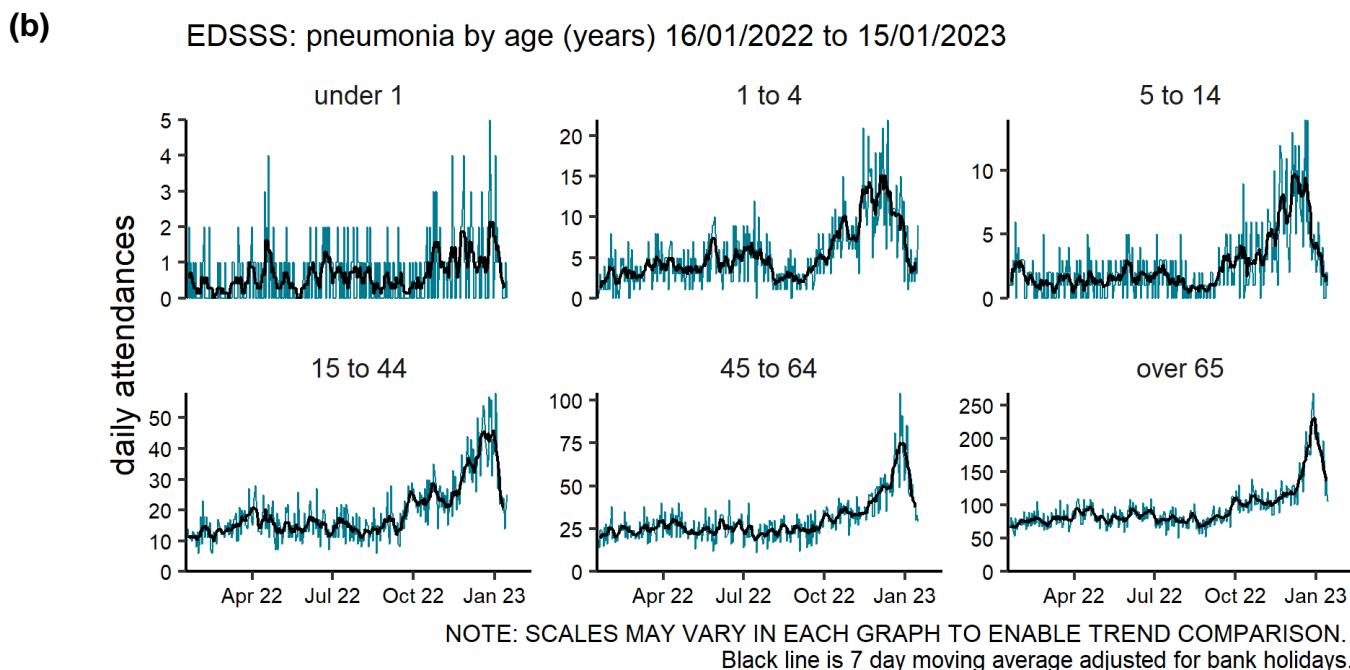 (b)
EDSSS: pneumonia by age (years) 16/01/2022 to 15/01/2023
daily attendances
under 1
5
4
3
2
1
0
1 to 4
20
15
10
5
0
5 to 14
10
5
0
15 to 44
50
40
30
20
10
0
Apr 22 Jul 22 Oct 22 Jan 23
45 to 64
100
75
50
25
0
Apr 22 Jul 22 Oct 22 Jan 23
over 65
250
200
150
100
50
0
Apr 22 Jul 22 Oct 22 Jan 23
NOTE: SCALES MAY VARY IN EACH GRAPH TO ENABLE TREND COMPARISON.
Black line is 7 day moving average adjusted for bank holidays.